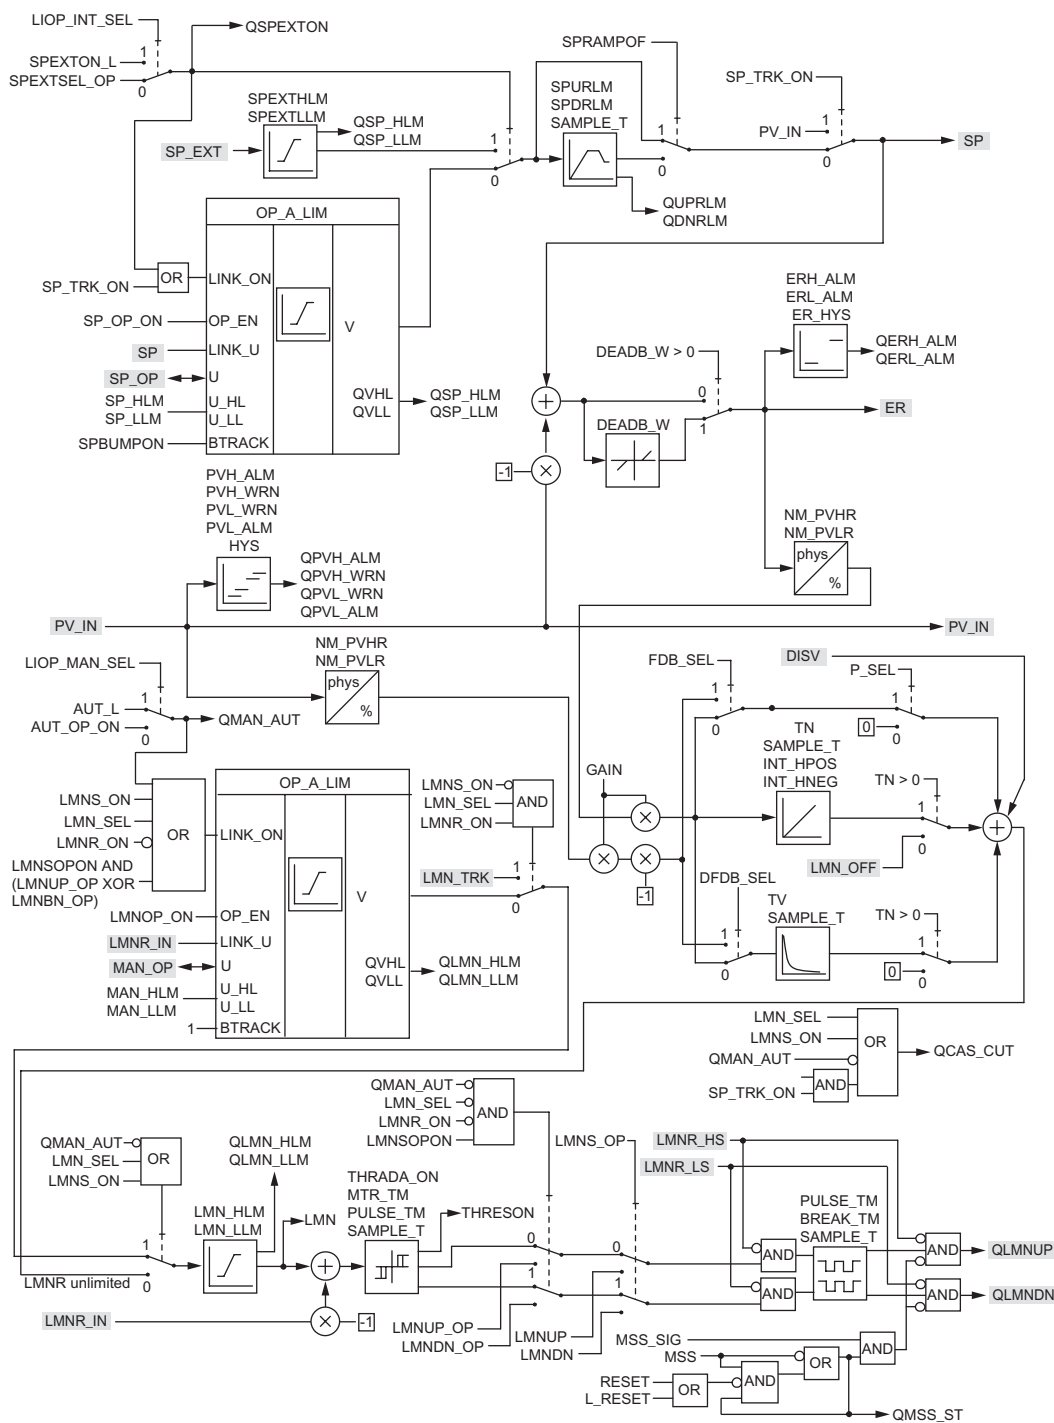 LIOP_INT_SEL
QSPEXTON
SPEXTON_L
1
SPEXTSEL_OP
0
SPRAMPOF
SP_TRK_ON
SPEXTHLM
SPEXTLLM
QSP_HLM
QSP_LLM
SP_EXT
1
0
SPURLM
SPDRLM
SAMPLE_T
1
0
PV_IN
1
0
SP
QUPRLM
QDNRLM
OP_A_LIM
OR
SP_TRK_ON
LINK_ON
SP_OP_ON
OP_EN
V
SP
LINK_U
SP_OP
U
SP_HLM
SP_LLM
U_HL
U_LL
QVHL
QVLL
QSP_HLM
QSP_LLM
SPBUMPON
BTRACK
ERH_ALM
ERL_ALM
ER_HYS
QERH_ALM
QERL_ALM
DEADB_W > 0
0
1
ER
+
DEADB_W
-1
×
PVH_ALM
PVH_WRN
PVL_WRN
PVL_ALM
HYS
QPVH_ALM
QPVH_WRN
QPVL_WRN
QPVL_ALM
NM_PVHR
NM_PVLR
phys
%
PV_IN
PV_IN
NM_PVHR
NM_PVLR
phys
%
LIOP_MAN_SEL
AUT_L
1
AUT_OP_ON
0
QMAN_AUT
FDB_SEL
1
0
DISV
P_SEL
1
0
0
TN
SAMPLE_T
INT_HPOS
INT_HNEG
TN > 0
1
0
LMN_OFF
+
GAIN
×
×
×
-1
DFDB_SEL
1
0
TV
SAMPLE_T
TN > 0
1
0
0
OP_A_LIM
LMNS_ON
LMN_SEL
LMNR_ON
LMNSOPON AND
(LMNUP_OP XOR
LMNBN_OP)
OR
LINK_ON
LMNS_ON
LMN_SEL
LMNR_ON
AND
LMN_TRK
1
0
V
LMNOP_ON
OP_EN
LMNR_IN
LINK_U
MAN_OP
U
MAN_HLM
MAN_LLM
U_HL
U_LL
QVHL
QVLL
QLMN_HLM
QLMN_LLM
1
BTRACK
LMN_SEL
LMNS_ON
QMAN_AUT
SP_TRK_ON
AND
OR
QCAS_CUT
QMAN_AUT
LMN_SEL
LMNR_ON
LMNSOPON
AND
LMNS_OP
LMNR_HS
LMNR_LS
QMAN_AUT
LMN_SEL
LMNS_ON
OR
QLMN_HLM
QLMN_LLM
LMN_HLM
LMN_LLM
LMN
THRADA_ON
MTR_TM
PULSE_TM
SAMPLE_T
THRESON
1
0
LMNR unlimited
+
LMNR_IN
×
-1
0
1
0
1
LMNUP_OP
LMNDN_OP
LMNUP
LMNDN
AND
AND
PULSE_TM
BREAK_TM
SAMPLE_T
AND
AND
QLMNUP
QLMNDN
MSS_SIG
MSS
RESET
L_RESET
OR
AND
OR
AND
QMSS_ST